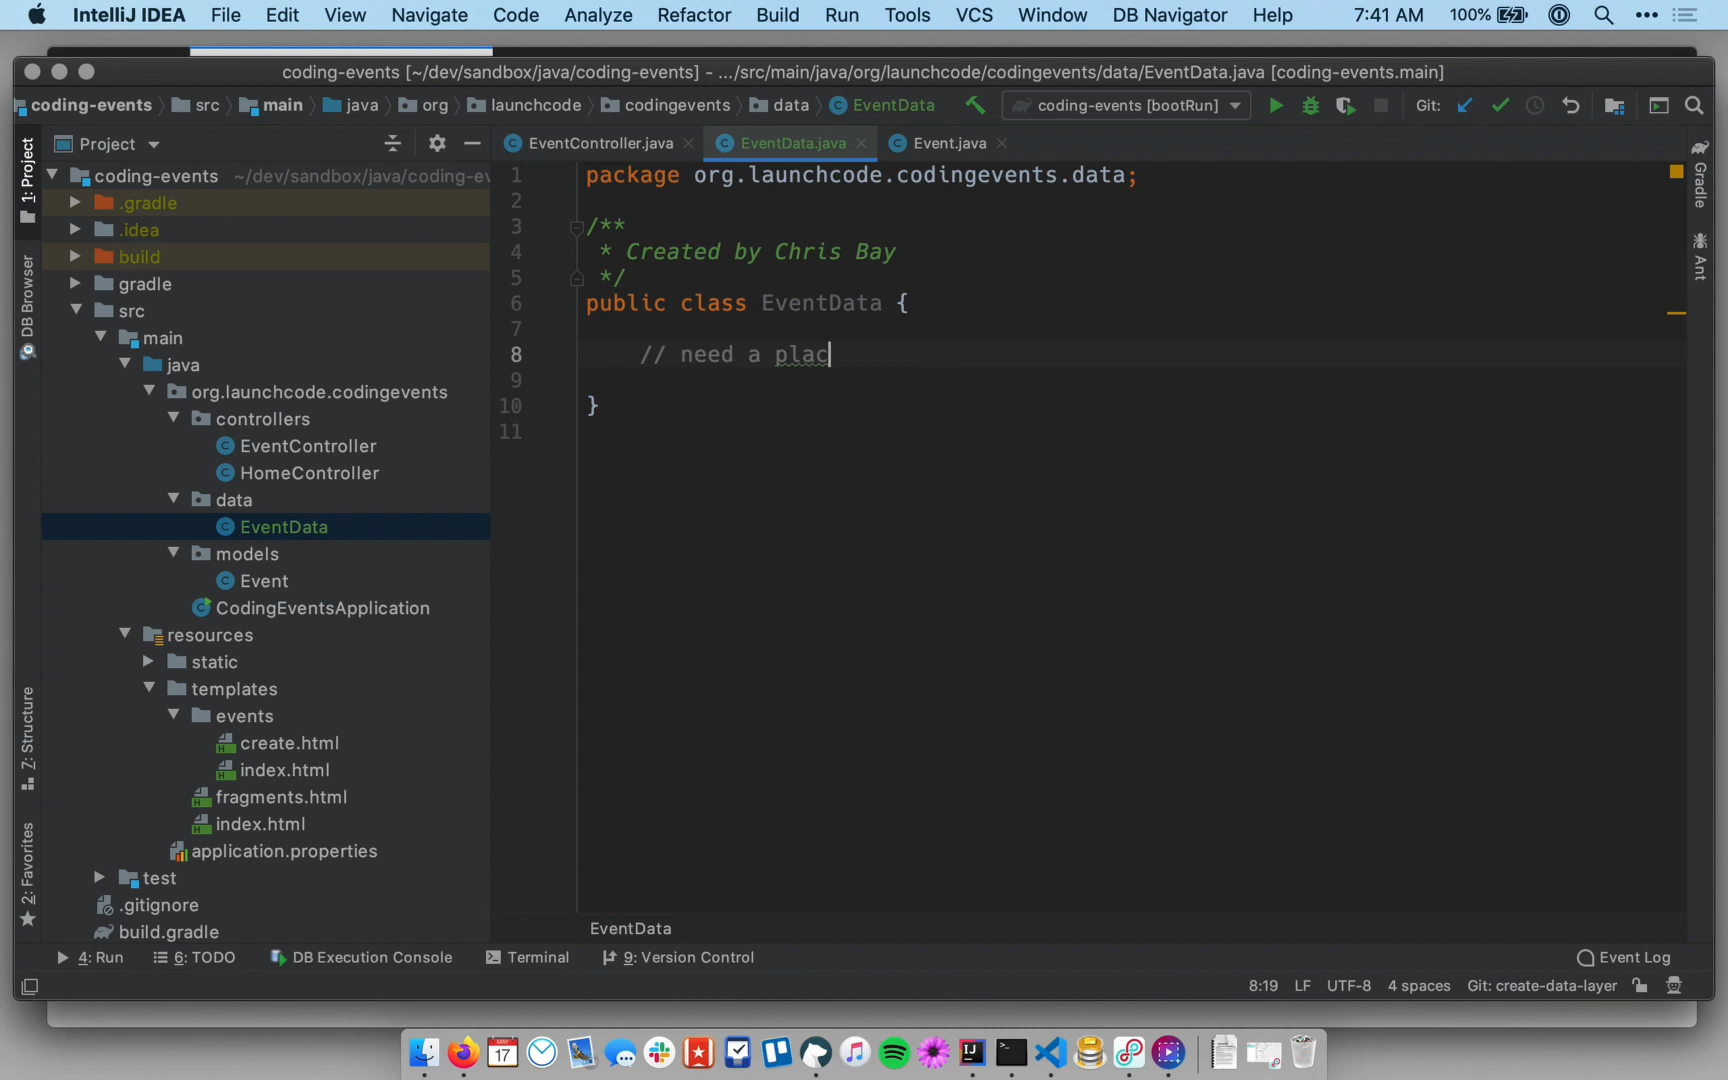 IntelliJ IDEA File Edit View Navigate Code Analyze Refactor Build Run Tools VCS Window DB Navigator Help 7:41 AM 100%
coding-events [~/dev/sandbox/java/coding-events] - .../src/main/java/org/launchcode/codingevents/data/EventData.java [coding-events.main]
coding-events src main java org launchcode codingevents data EventData coding-events [bootRun] Git:
Project
EventController.java EventData.java Event.java
1: Project
DB Browser
7: Structure
2: Favorites
coding-events ~/dev/sandbox/java/coding-ev
.gradle
.idea
build
gradle
src
main
java
org.launchcode.codingevents
controllers
EventController
HomeController
data
EventData
models
Event
CodingEventsApplication
resources
static
templates
events
create.html
index.html
fragments.html
index.html
application.properties
test
.gitignore
build.gradle
1 package org.launchcode.codingevents.data;
2
3 /**
4 * Created by Chris Bay
5 */
6 public class EventData {
7
8 // need a plac
9
10 }
11
Gradle
Ant
EventData
4: Run 6: TODO DB Execution Console Terminal 9: Version Control Event Log
8:19 LF UTF-8 4 spaces Git: create-data-layer
MAY
17
IJ